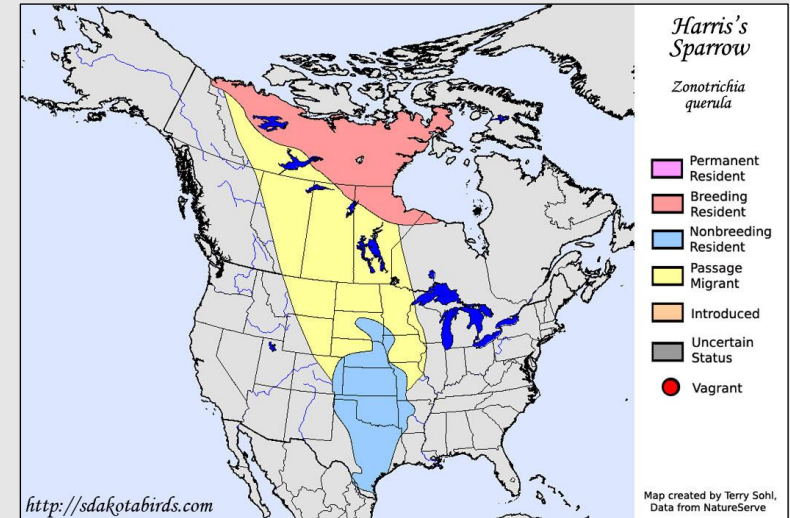 Harris's
Sparrow
Zonotrichia
querula
Permanent
Resident
Breeding
Resident
Nonbreeding
Resident
Passage
Migrant
Introduced
Uncertain
Status
Vagrant
http://sdakotabirds.com
Map created by Terry Sohl,
Data from NatureServe